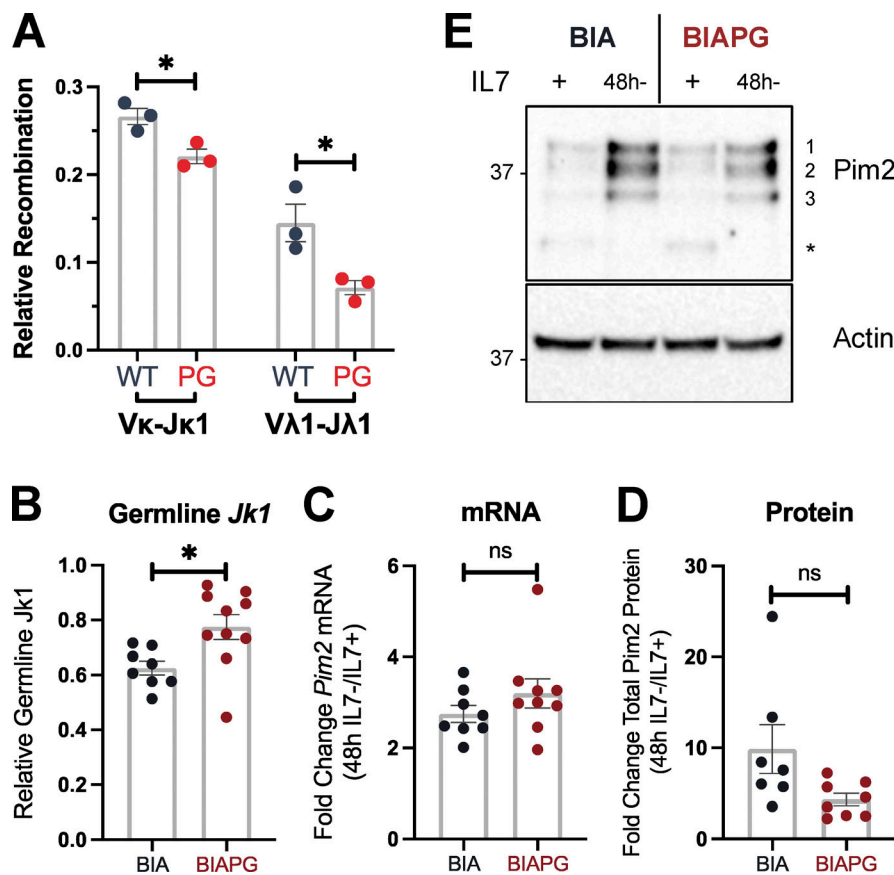 A
Relative Recombination
0.3
0.2
0.1
0.0
*
*
WT PG WT PG
Vκ-Jκ1 Vλ1-Jλ1
E
BIA BIAPG
IL7 + 48h- + 48h-
37
1
2
3
*
Pim2
37
Actin
B
Germline Jk1
Relative Germline Jk1
1.0
0.8
0.6
0.4
0.2
0.0
*
BIA BIAPG
C
mRNA
Fold Change Pim2 mRNA
(48h IL7-/IL7+)
6
4
2
0
ns
BIA BIAPG
D
Protein
Fold Change Total Pim2 Protein
(48h IL7-/IL7+)
30
20
10
0
ns
BIA BIAPG